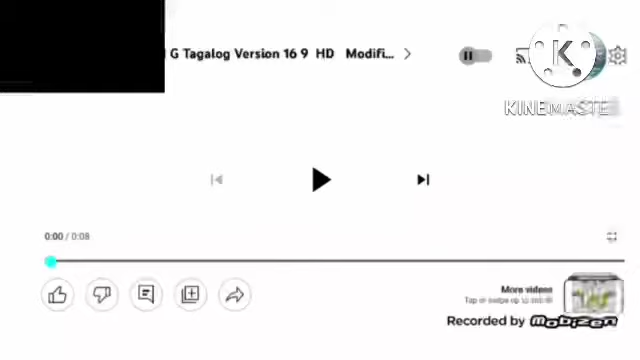 G Tagalog Version 16 9 HD Modifi...
K
KINEMASTER
0:00 / 0:08
More videos
Recorded by mobizen